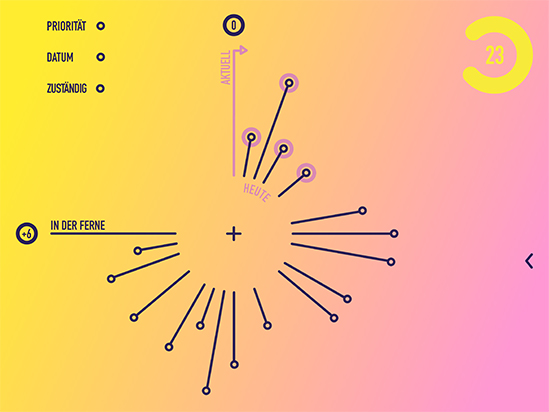 PRIORITÄT
DATUM
ZUSTÄNDIG
0
AKTUELL
23
HEUTE
+6
IN DER FERNE